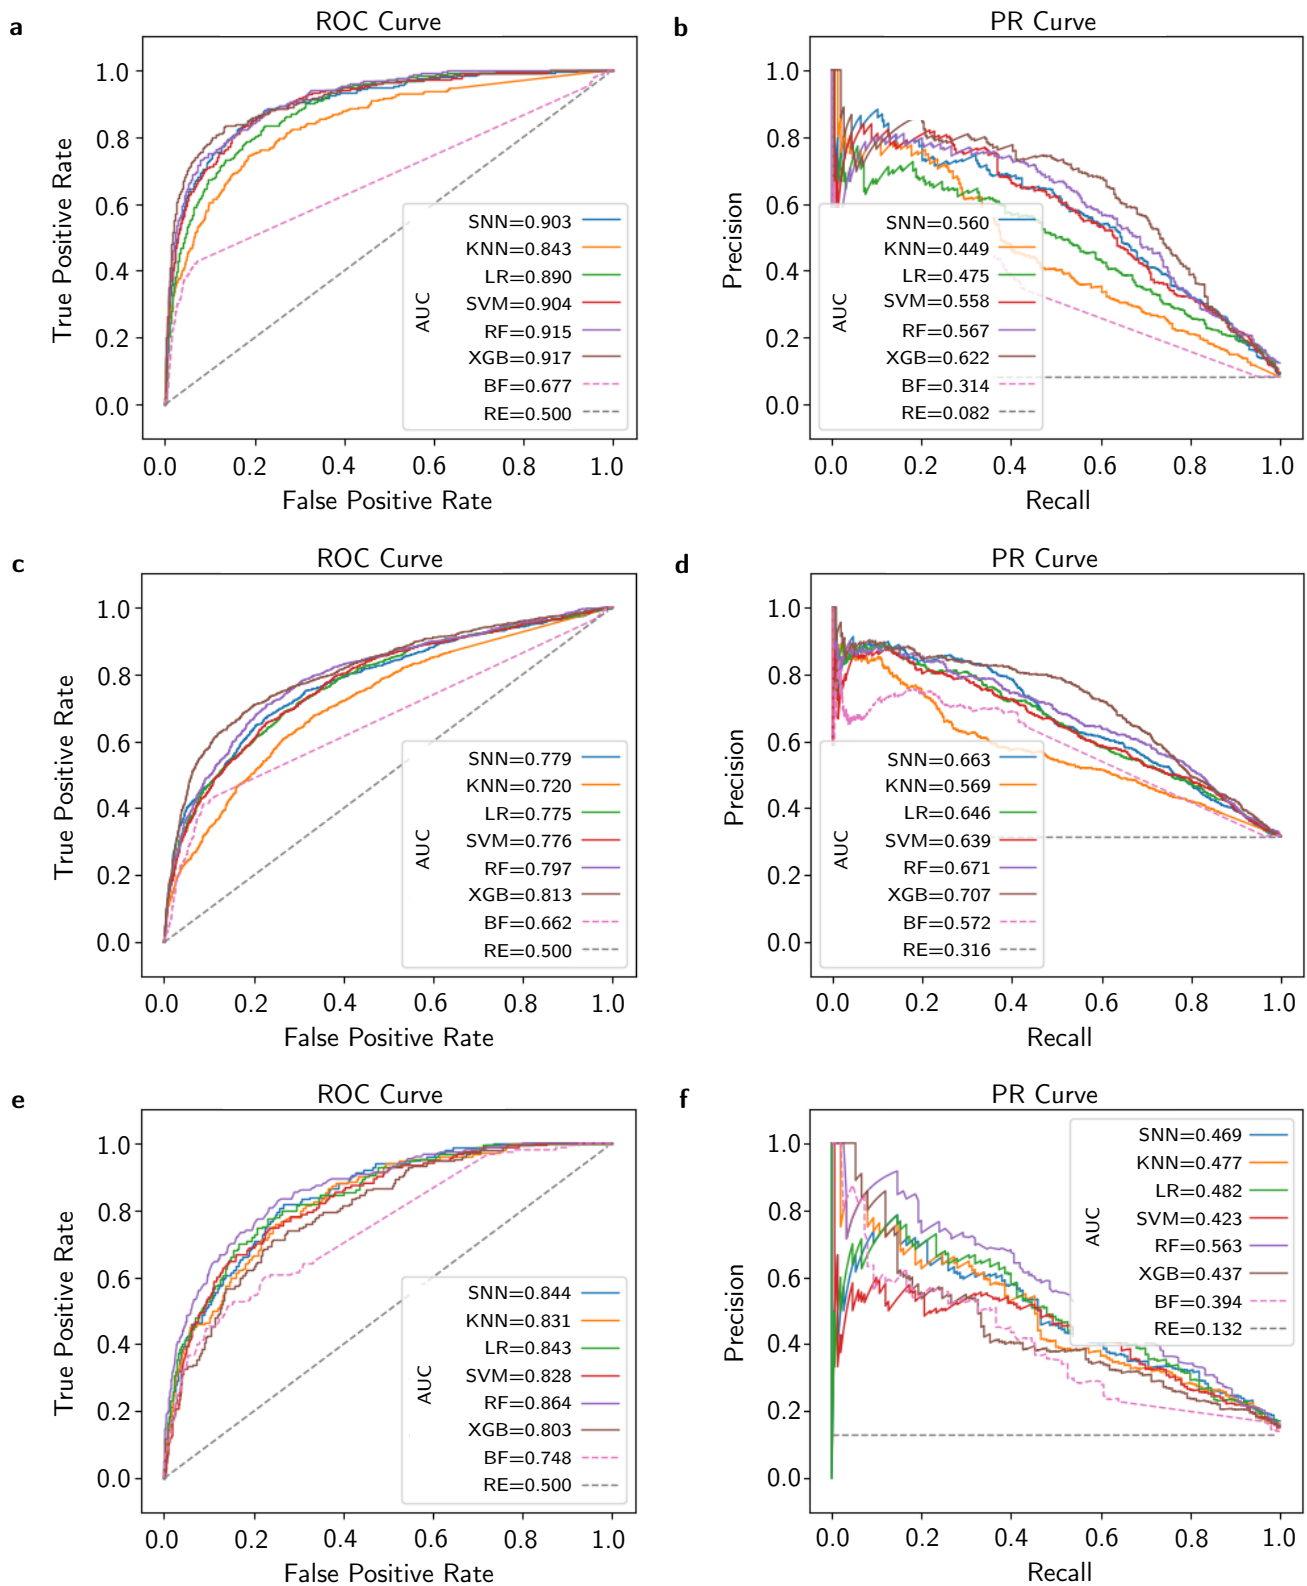 a
ROC Curve
True Positive Rate
1.0
0.8
0.6
0.4
0.2
0.0
AUC
SNN=0.903
KNN=0.843
LR=0.890
SVM=0.904
RF=0.915
XGB=0.917
BF=0.677
RE=0.500
0.0 0.2 0.4 0.6 0.8 1.0
False Positive Rate
b
PR Curve
Precision
1.0
0.8
0.6
0.4
0.2
0.0
AUC
SNN=0.560
KNN=0.449
LR=0.475
SVM=0.558
RF=0.567
XGB=0.622
BF=0.314
RE=0.082
0.0 0.2 0.4 0.6 0.8 1.0
Recall
c
ROC Curve
True Positive Rate
1.0
0.8
0.6
0.4
0.2
0.0
AUC
SNN=0.779
KNN=0.720
LR=0.775
SVM=0.776
RF=0.797
XGB=0.813
BF=0.662
RE=0.500
0.0 0.2 0.4 0.6 0.8 1.0
False Positive Rate
d
PR Curve
Precision
1.0
0.8
0.6
0.4
0.2
0.0
AUC
SNN=0.663
KNN=0.569
LR=0.646
SVM=0.639
RF=0.671
XGB=0.707
BF=0.572
RE=0.316
0.0 0.2 0.4 0.6 0.8 1.0
Recall
e
ROC Curve
True Positive Rate
1.0
0.8
0.6
0.4
0.2
0.0
AUC
SNN=0.844
KNN=0.831
LR=0.843
SVM=0.828
RF=0.864
XGB=0.803
BF=0.748
RE=0.500
0.0 0.2 0.4 0.6 0.8 1.0
False Positive Rate
f
PR Curve
Precision
1.0
0.8
0.6
0.4
0.2
0.0
AUC
SNN=0.469
KNN=0.477
LR=0.482
SVM=0.423
RF=0.563
XGB=0.437
BF=0.394
RE=0.132
0.0 0.2 0.4 0.6 0.8 1.0
Recall